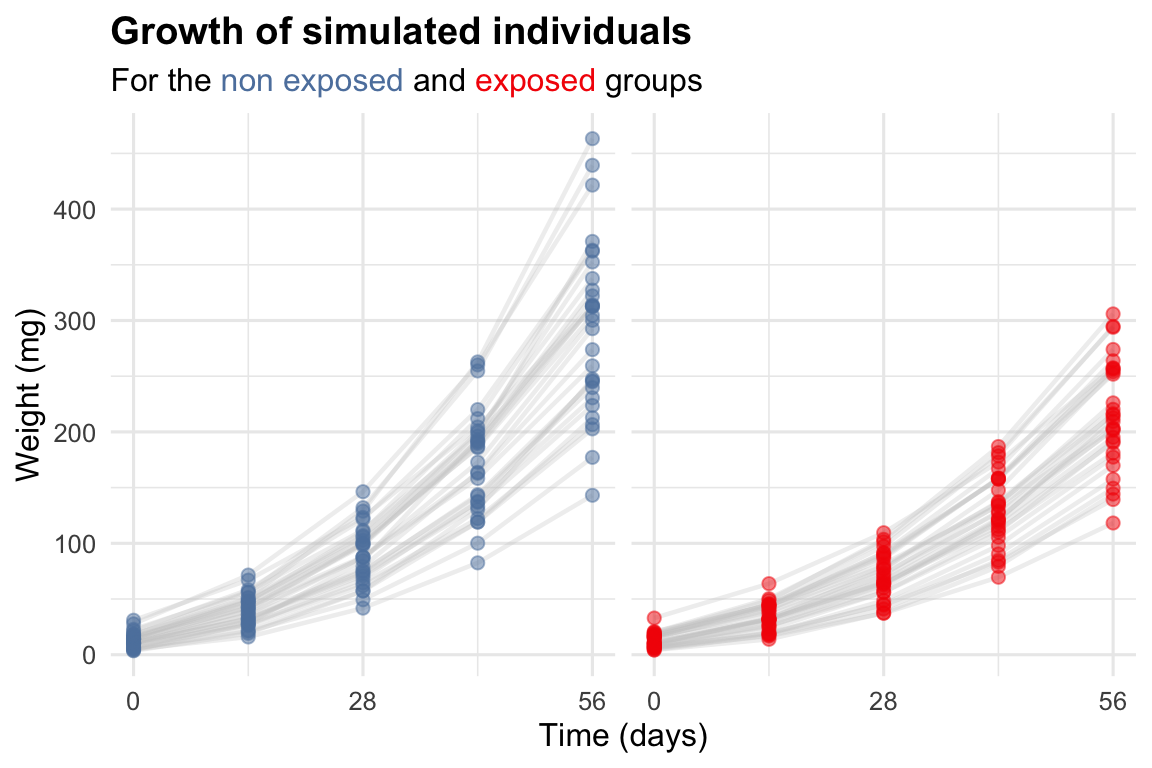 Growth of simulated individuals
For the non exposed and exposed groups
Weight (mg)
400
300
200
100
0
0 28 56 0 28 56
Time (days)